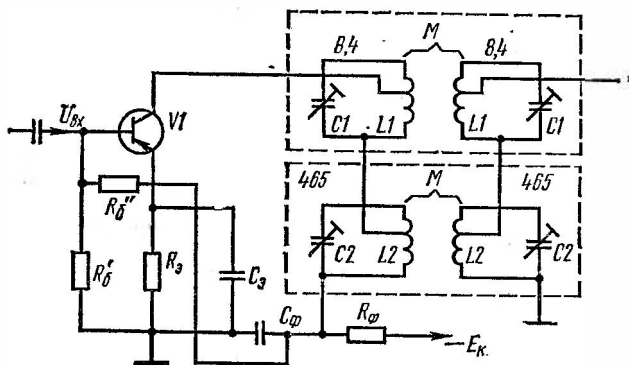 8,4 M 8,4
C1 L1 L1 C1
Uвх V1
465 M 465
Rб"
C2 L2 L2 C2
Rб' Rэ Cэ
Cф Rф
−Eк.